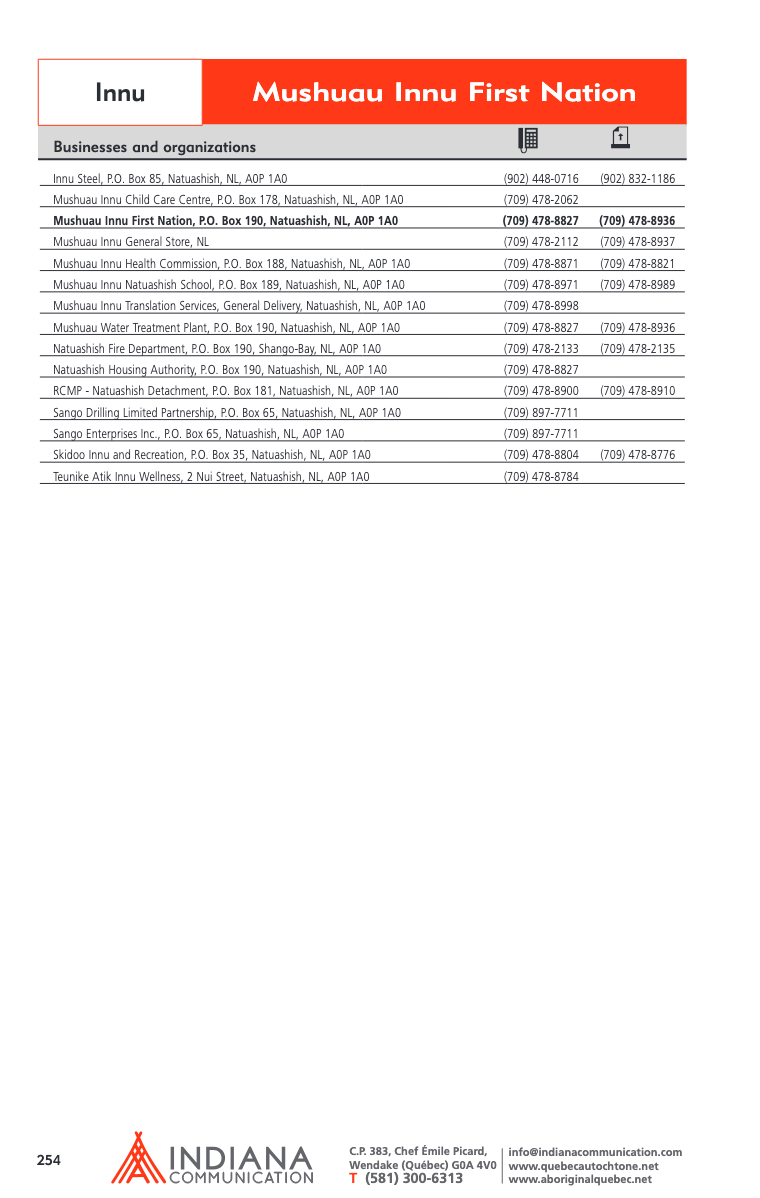 Innu
Mushuau Innu First Nation
Businesses and organizations
Innu Steel, P.O. Box 85, Natuashish, NL, A0P 1A0 (902) 448-0716 (902) 832-1186
Mushuau Innu Child Care Centre, P.O. Box 178, Natuashish, NL, A0P 1A0 (709) 478-2062
Mushuau Innu First Nation, P.O. Box 190, Natuashish, NL, A0P 1A0 (709) 478-8827 (709) 478-8936
Mushuau Innu General Store, NL (709) 478-2112 (709) 478-8937
Mushuau Innu Health Commission, P.O. Box 188, Natuashish, NL, A0P 1A0 (709) 478-8871 (709) 478-8821
Mushuau Innu Natuashish School, P.O. Box 189, Natuashish, NL, A0P 1A0 (709) 478-8971 (709) 478-8989
Mushuau Innu Translation Services, General Delivery, Natuashish, NL, A0P 1A0 (709) 478-8998
Mushuau Water Treatment Plant, P.O. Box 190, Natuashish, NL, A0P 1A0 (709) 478-8827 (709) 478-8936
Natuashish Fire Department, P.O. Box 190, Shango-Bay, NL, A0P 1A0 (709) 478-2133 (709) 478-2135
Natuashish Housing Authority, P.O. Box 190, Natuashish, NL, A0P 1A0 (709) 478-8827
RCMP - Natuashish Detachment, P.O. Box 181, Natuashish, NL, A0P 1A0 (709) 478-8900 (709) 478-8910
Sango Drilling Limited Partnership, P.O. Box 65, Natuashish, NL, A0P 1A0 (709) 897-7711
Sango Enterprises Inc., P.O. Box 65, Natuashish, NL, A0P 1A0 (709) 897-7711
Skidoo Innu and Recreation, P.O. Box 35, Natuashish, NL, A0P 1A0 (709) 478-8804 (709) 478-8776
Teunike Atik Innu Wellness, 2 Nui Street, Natuashish, NL, A0P 1A0 (709) 478-8784
254
INDIANA
COMMUNICATION
C.P. 383, Chef Émile Picard,
Wendake (Québec) G0A 4V0
T (581) 300-6313
info@indianacommunication.com
www.quebecautochtone.net
www.aboriginalquebec.net